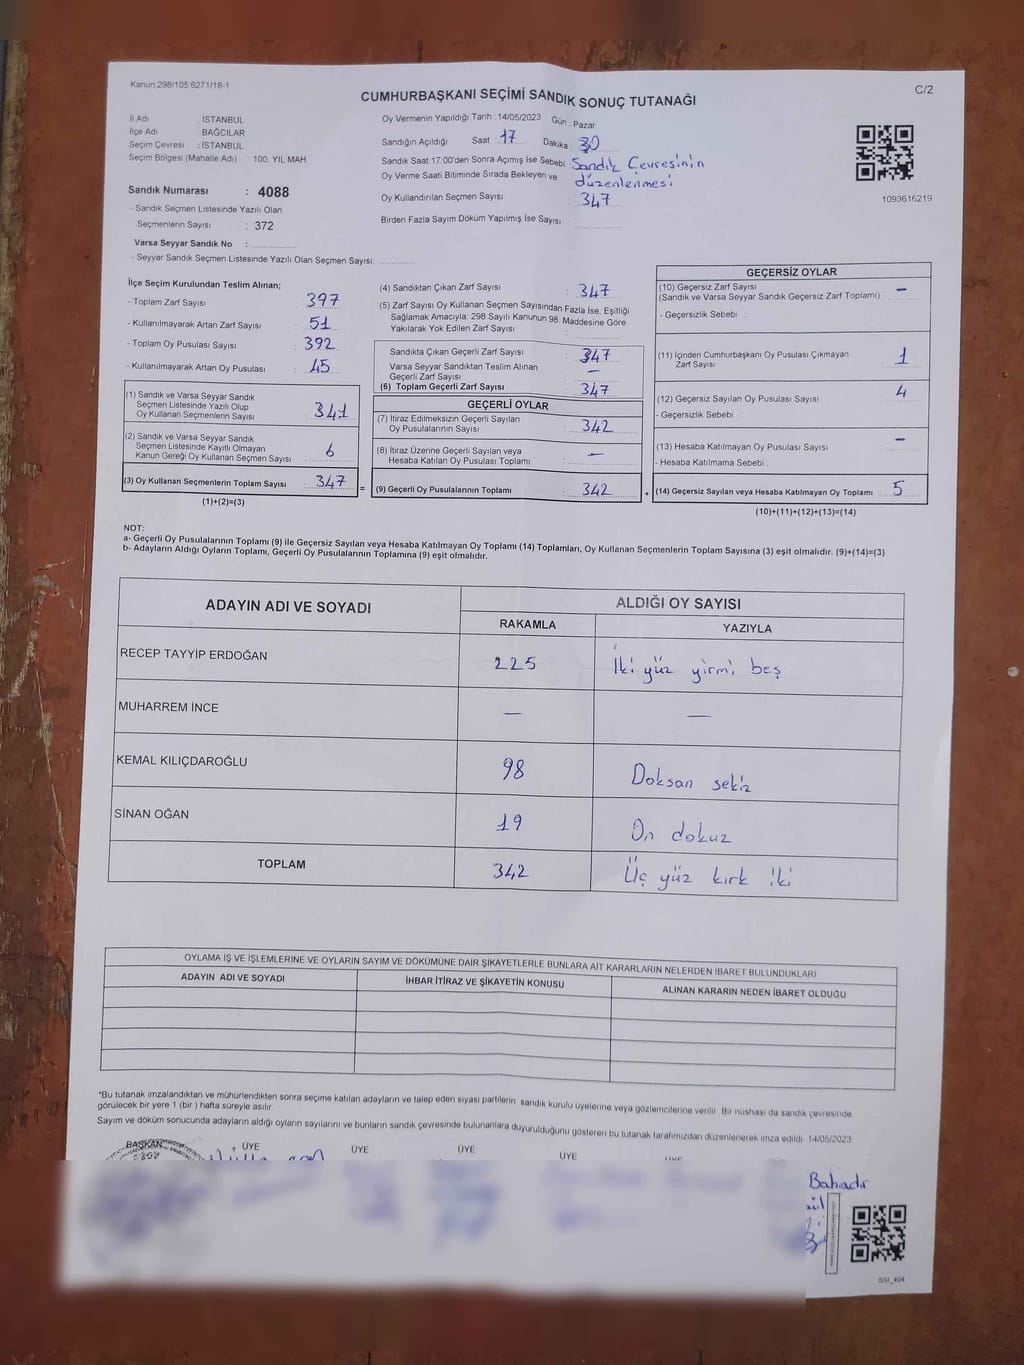 Kanun:298/105:6271/18-1
C/2
CUMHURBAŞKANI SEÇİMİ SANDIK SONUÇ TUTANAĞI
İl Adı : İSTANBUL
İlçe Adı BAĞCILAR
Seçim Çevresi : İSTANBUL
Seçim Bölgesi (Mahalle Adı) : 100. YIL MAH.
Sandık Numarası : 4088
- Sandık Seçmen Listesinde Yazılı Olan
Seçmenlerin Sayısı : 372
Varsa Seyyar Sandık No :
- Seyyar Sandık Seçmen Listesinde Yazılı Olan Seçmen Sayısı:
Oy Vermenin Yapıldığı Tarih : 14/05/2023 Gün : Pazar
Sandığın Açıldığı Saat 17 Dakika : 30
Sandık Saat 17:00'den Sonra Açımış İse Sebebi : Sandık Çevresinin
Oy Verme Saati Bitiminde Sırada Bekleyen ve düzenlenmesi
Oy Kullandırılan Seçmen Sayısı 347
Birden Fazla Sayım Döküm Yapılmış İse Sayısı :
1093616219
İlçe Seçim Kurulundan Teslim Alınan;
- Toplam Zarf Sayısı 397
- Kullanılmayarak Artan Zarf Sayısı 51
- Toplam Oy Pusulası Sayısı 392
- Kullanılmayarak Artan Oy Pusulası 45
(1) Sandık ve Varsa Seyyar Sandık
Seçmen Listesinde Yazılı Olup
Oy Kullanan Seçmenlerin Sayısı 341
(2) Sandık ve Varsa Seyyar Sandık
Seçmen Listesinde Kayıtlı Olmayan
Kanun Gereği Oy Kullanan Seçmen Sayısı 6
(3) Oy Kullanan Seçmenlerin Toplam Sayısı 347
(1)+(2)=(3)
(4) Sandıktan Çıkan Zarf Sayısı : 347
(5) Zarf Sayısı Oy Kullanan Seçmen Sayısından Fazla İse, Eşitliği
Sağlamak Amacıyla; 298 Sayılı Kanunun 98. Maddesine Göre
Yakılarak Yok Edilen Zarf Sayısı :
Sandıkta Çıkan Geçerli Zarf Sayısı : 347
Varsa Seyyar Sandıktan Teslim Alınan
Geçerli Zarf Sayısı : —
(6) Toplam Geçerli Zarf Sayısı 347
GEÇERLİ OYLAR
(7) İtiraz Edilmeksizin Geçerli Sayılan
Oy Pusulalarının Sayısı : 342
(8) İtiraz Üzerine Geçerli Sayılan veya
Hesaba Katılan Oy Pusulası Toplamı : —
= (9) Geçerli Oy Pusulalarının Toplamı : 342 +
GEÇERSİZ OYLAR
(10) Geçersiz Zarf Sayısı
(Sandık ve Varsa Seyyar Sandık Geçersiz Zarf Toplamı) : —
- Geçersizlik Sebebi :
(11) İçinden Cumhurbaşkanı Oy Pusulası Çıkmayan
Zarf Sayısı 1
(12) Geçersiz Sayılan Oy Pusulası Sayısı 4
- Geçersizlik Sebebi :
(13) Hesaba Katılmayan Oy Pusulası Sayısı —
- Hesaba Katılmama Sebebi :
(14) Geçersiz Sayılan veya Hesaba Katılmayan Oy Toplamı : 5
(10)+(11)+(12)+(13)=(14)
NOT:
a- Geçerli Oy Pusulalarının Toplamı (9) ile Geçersiz Sayılan veya Hesaba Katılmayan Oy Toplamı (14) Toplamları, Oy Kullanan Seçmenlerin Toplam Sayısına (3) eşit olmalıdır. (9)+(14)=(3)
b- Adayların Aldığı Oyların Toplamı, Geçerli Oy Pusulalarının Toplamına (9) eşit olmalıdır.
ADAYIN ADI VE SOYADI
ALDIĞI OY SAYISI
RAKAMLA YAZIYLA
RECEP TAYYİP ERDOĞAN 225 İki yüz yirmi beş
MUHARREM İNCE — —
KEMAL KILIÇDAROĞLU 98 Doksan sekiz
SİNAN OĞAN 19 On dokuz
TOPLAM 342 Üç yüz kırk iki
OYLAMA İŞ VE İŞLEMLERİNE VE OYLARIN SAYIM VE DÖKÜMÜNE DAİR ŞİKAYETLERLE BUNLARA AİT KARARLARIN NELERDEN İBARET BULUNDUKLARI
ADAYIN ADI VE SOYADI İHBAR İTİRAZ VE ŞİKAYETİN KONUSU ALINAN KARARIN NEDEN İBARET OLDUĞU
*Bu tutanak imzalandıktan ve mühürlendikten sonra seçime katılan adayların ve talep eden siyasi partilerin sandık kurulu üyelerine veya gözlemcilerine verilir. Bir nüshası da sandık çevresinde
görülecek bir yere 1 (bir ) hafta süreyle asılır.
Sayım ve döküm sonucunda adayların aldığı oyların sayılarını ve bunların sandık çevresinde bulunanlara duyurulduğunu gösteren bu tutanak tarafımızdan düzenlenerek imza edildi. 14/05/2023
BAŞKAN ÜYE ÜYE ÜYE ÜYE ÜYE
Bahadır
SSI_404